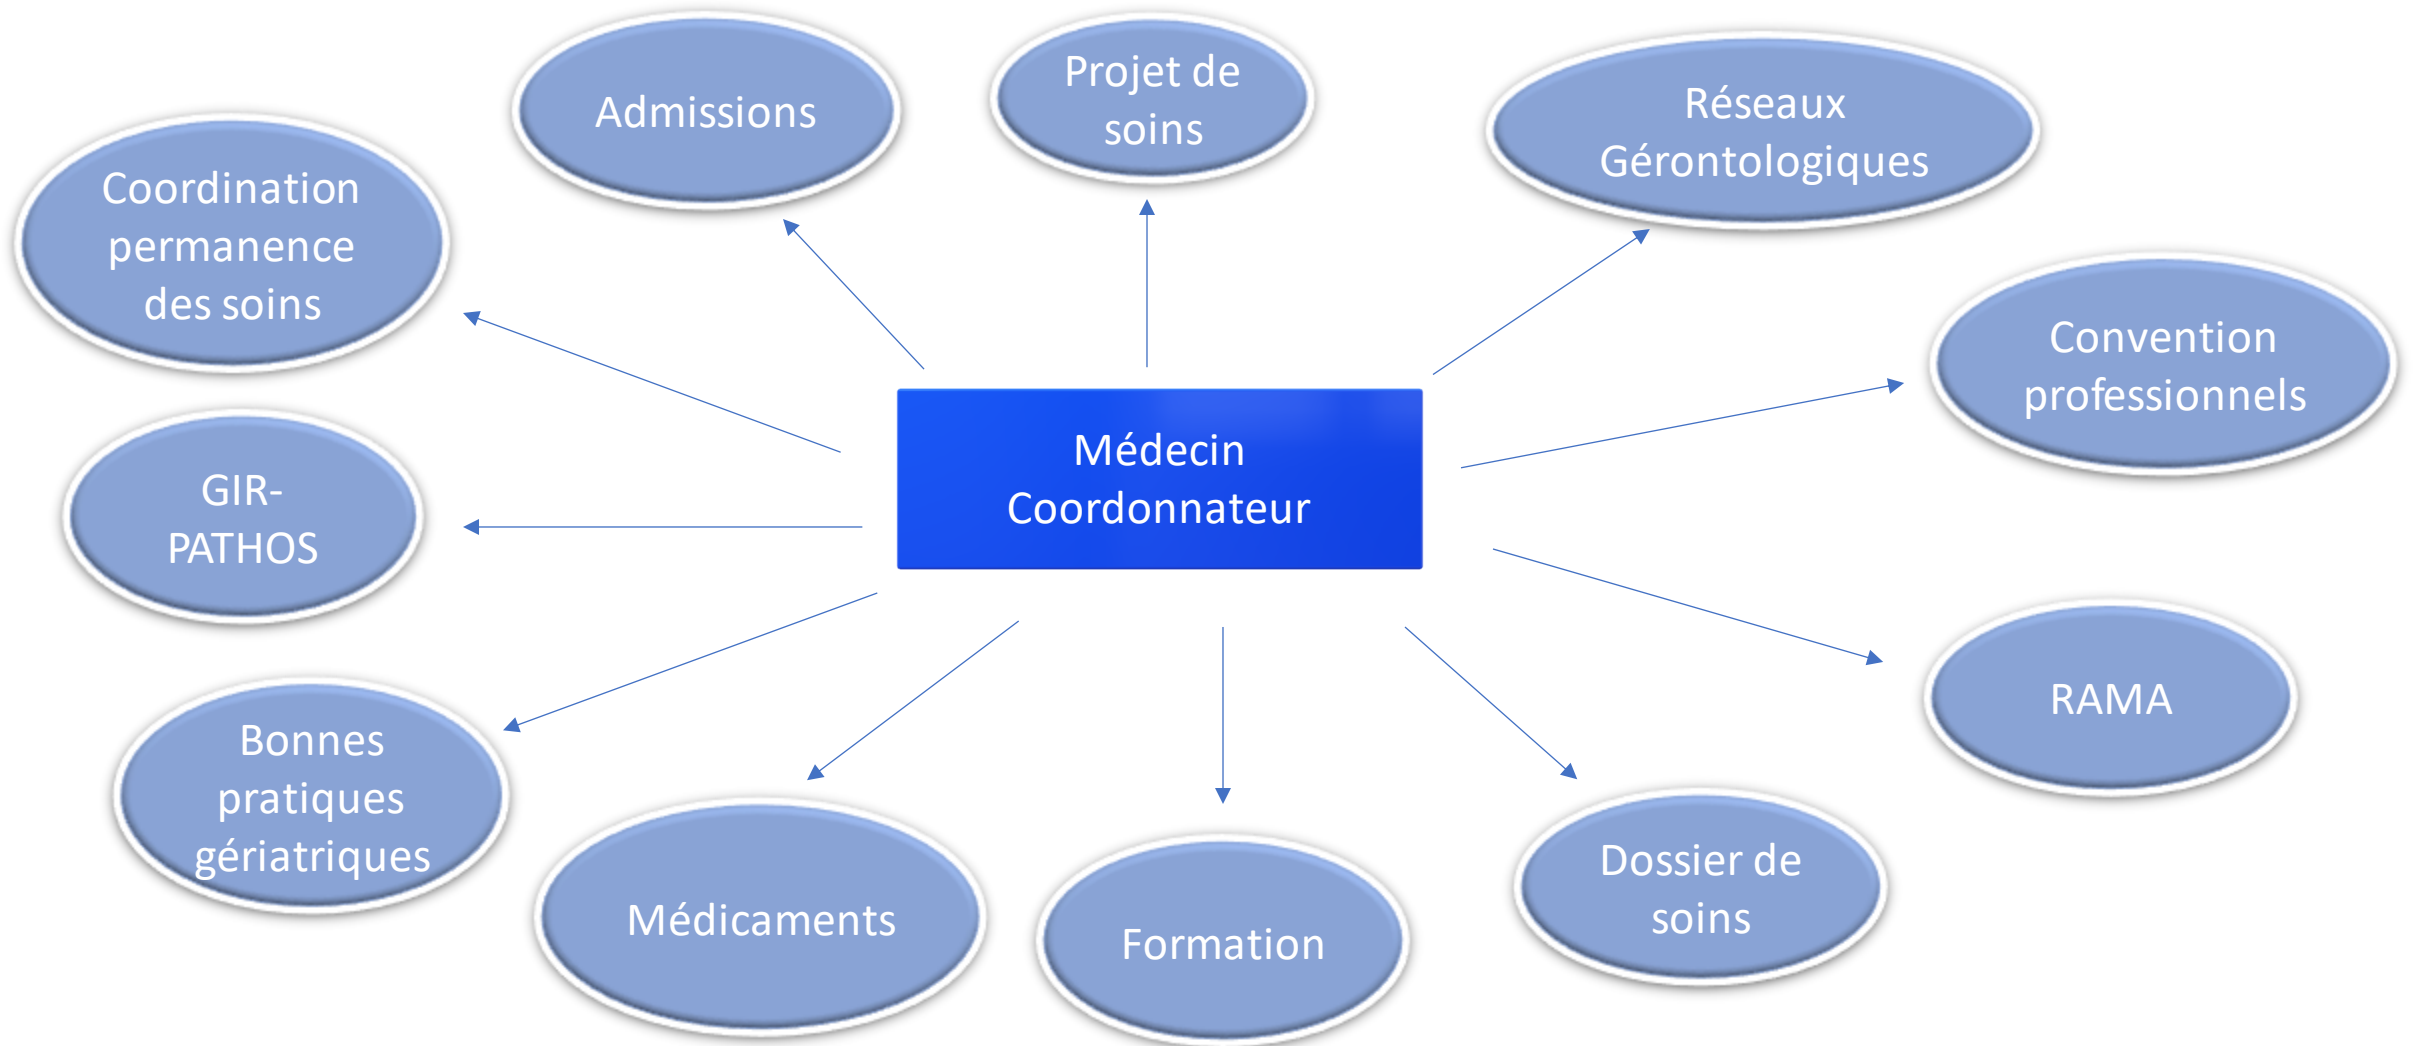 Admissions
Projet de
soins
Réseaux
Gérontologiques
Coordination
permanence
des soins
Convention
professionnels
Médecin
Coordonnateur
GIR-
PATHOS
RAMA
Bonnes
pratiques
gériatriques
Médicaments
Formation
Dossier de
soins